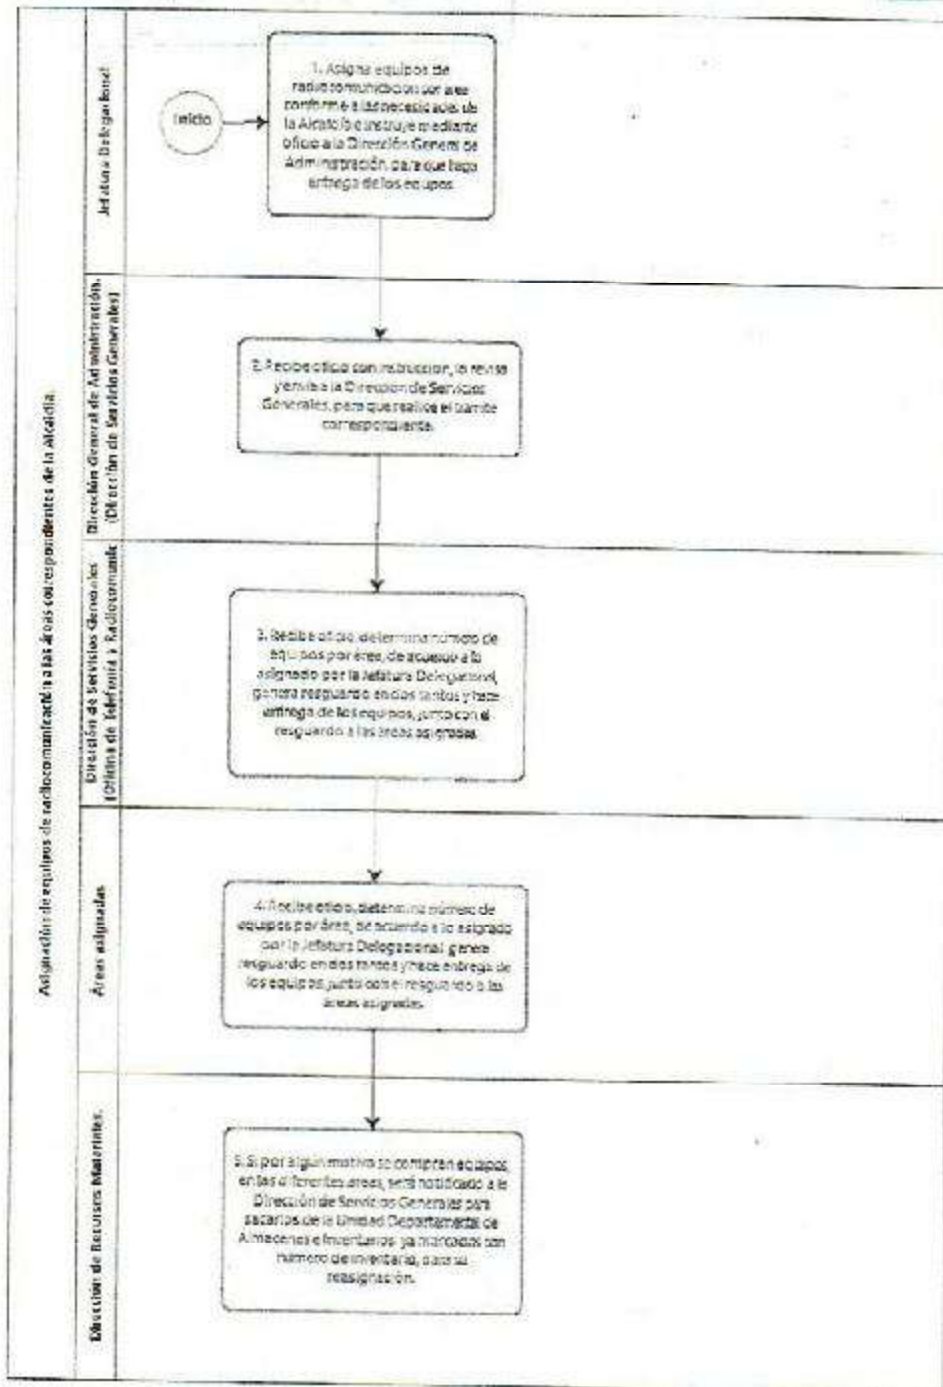 Asignación de equipos de radiocomunicación a las áreas correspondientes de la Alcaldía.
Jefatura Delegacional
Inicio
1. Asigna equipos de
radiocomunicación por área
conforme a las necesidades de
la Alcaldía e instruye mediante
oficio a la Dirección General de
Administración, para que haga
entrega de los equipos.
Dirección General de Administración.
(Dirección de Servicios Generales)
2. Recibe oficio con instrucción, lo revisa
y envía a la Dirección de Servicios
Generales, para que realice el trámite
correspondiente.
Dirección de Servicios Generales
(Oficina de Telefonía y Radiocomunic
3. Recibe oficio, determina número de
equipos por área, de acuerdo a lo
asignado por la Jefatura Delegacional,
genera resguardo en dos tantos y hace
entrega de los equipos, junto con el
resguardo a las áreas asignadas.
Áreas asignadas
4. Recibe oficio, determina número de
equipos por área, de acuerdo a lo asignado
por la Jefatura Delegacional, genera
resguardo en dos tantos y hace entrega de
los equipos, junto con el resguardo a las
áreas asignadas.
Dirección de Recursos Materiales.
5. Si por algun motivo se compran equipos,
en las diferentes áreas, será notificado a la
Dirección de Servicios Generales para
sacarlos de la Unidad Departamental de
Almacenes e Inventarios ya marcados con
número de inventario, para su
reasignación.